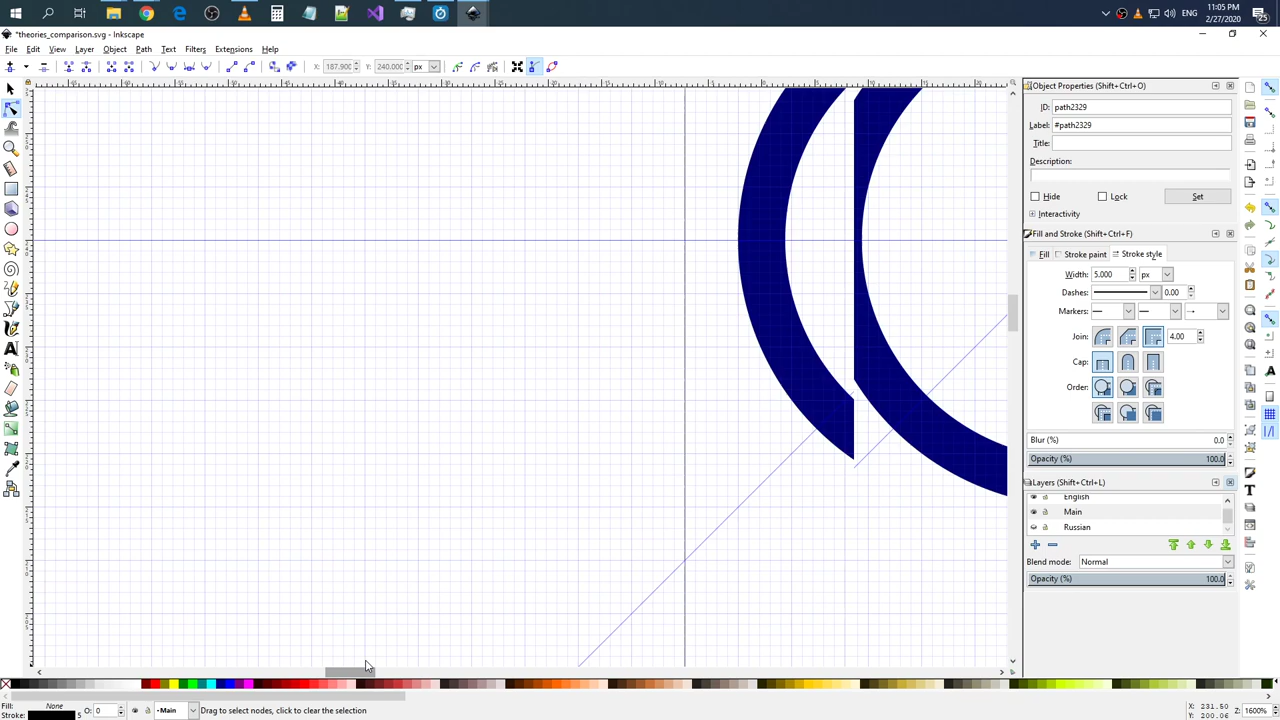 11:05 PM
ENG
2/27/2020
25
*theories_comparison.svg - Inkscape
File Edit View Layer Object Path Text Filters Extensions Help
X: 187.900 Y: 240.000 px
Object Properties (Shift+Ctrl+O)
ID: path2329
Label: #path2329
Title:
Description:
Hide Lock Set
Interactivity
Fill and Stroke (Shift+Ctrl+F)
Fill Stroke paint Stroke style
Width: 5.000 px
Dashes: 0.00
Markers:
Join: 4.00
Cap:
Order:
Blur (%) 0.0
Opacity (%) 100.0
Layers (Shift+Ctrl+L)
English
Main
Russian
Blend mode: Normal
Opacity (%) 100.0
Fill: None
Stroke: 5
O: 0
Main
Drag to select nodes, click to clear the selection
X: 231.50
Y: 200.06
Z: 1600%